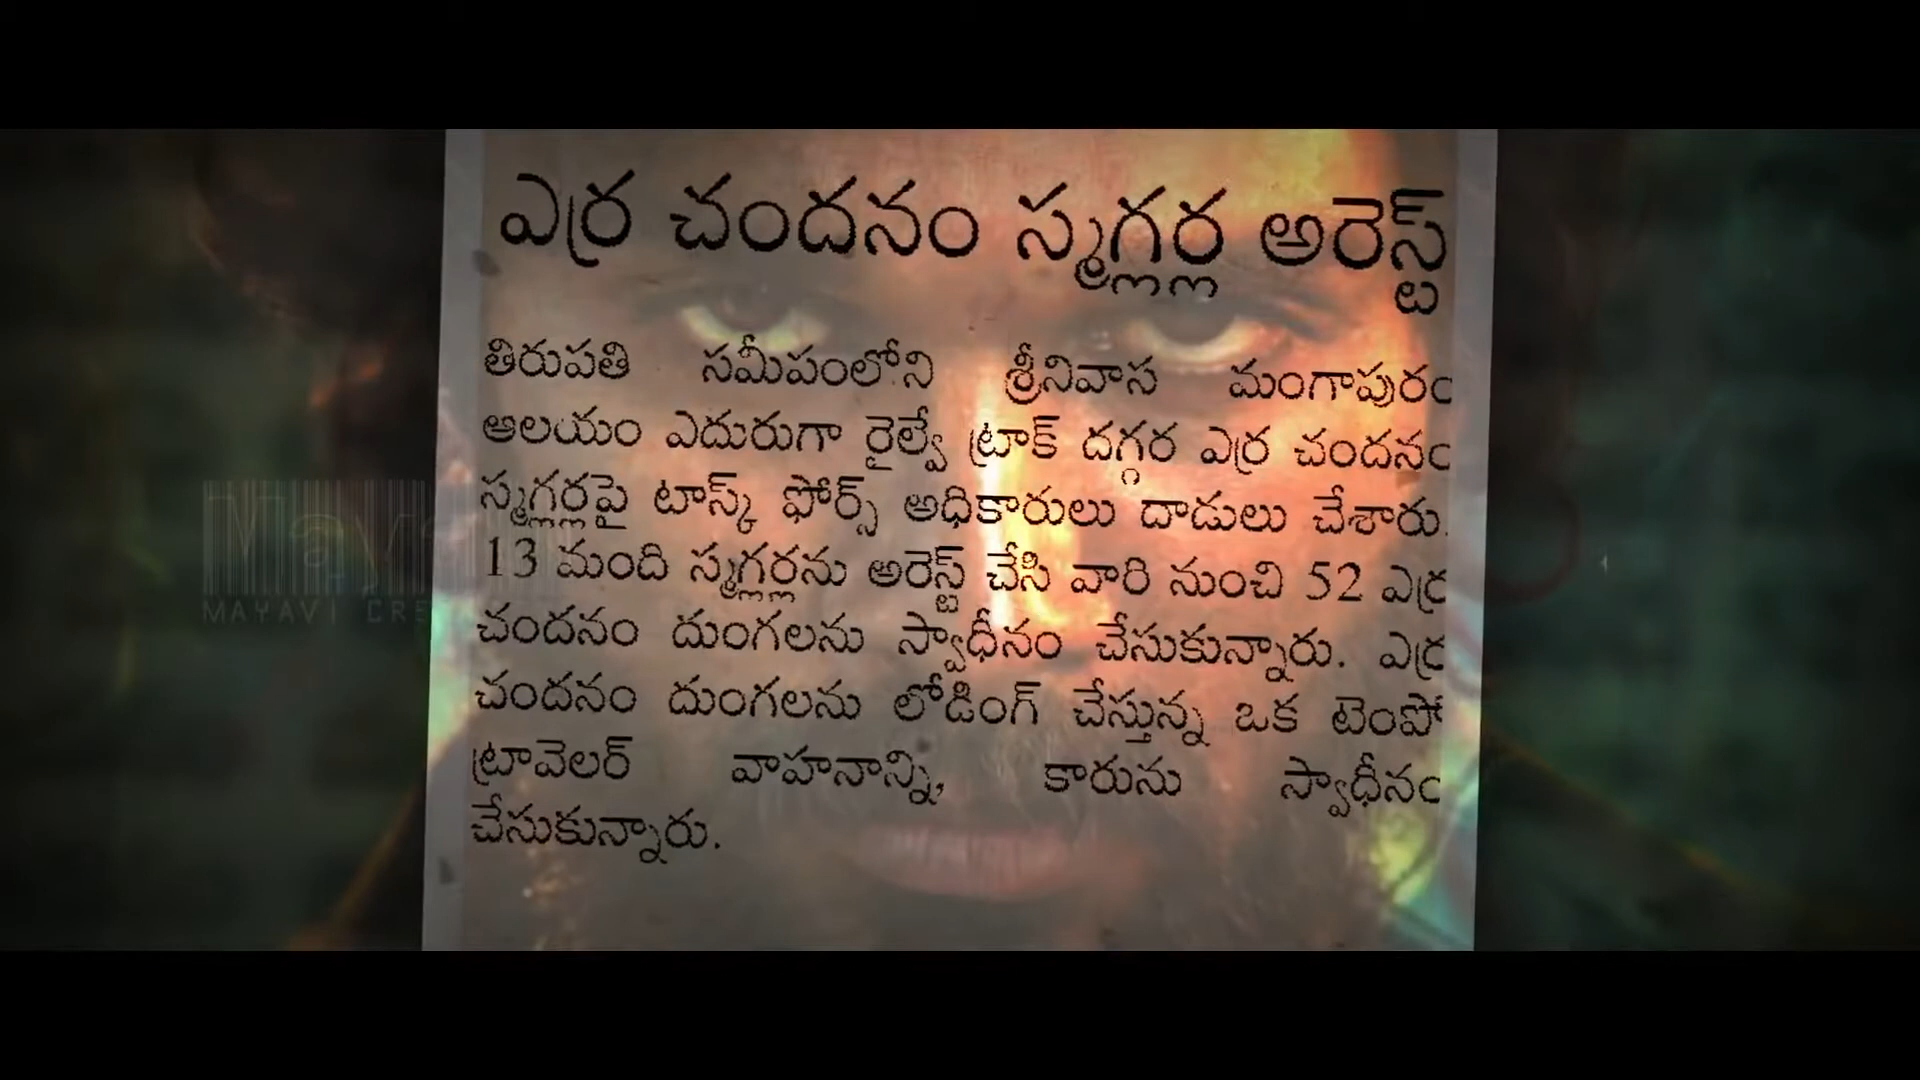 ఎర్ర చందనం స్మగ్లర్ల అరెస్ట్
తిరుపతి సమీపంలోని శ్రీనివాస మంగాపురం
ఆలయం ఎదురుగా రైల్వే ట్రాక్ దగ్గర ఎర్ర చందనం
స్మగ్లర్లపై టాస్క్ ఫోర్స్ అధికారులు దాడులు చేశారు.
13 మంది స్మగ్లర్లను అరెస్ట్ చేసి వారి నుంచి 52 ఎర్ర
చందనం దుంగలను స్వాధీనం చేసుకున్నారు. ఎర్ర
చందనం దుంగలను లోడింగ్ చేస్తున్న ఒక టెంపో
ట్రావెలర్ వాహనాన్ని, కారును స్వాధీనం
చేసుకున్నారు.
MAYAVI